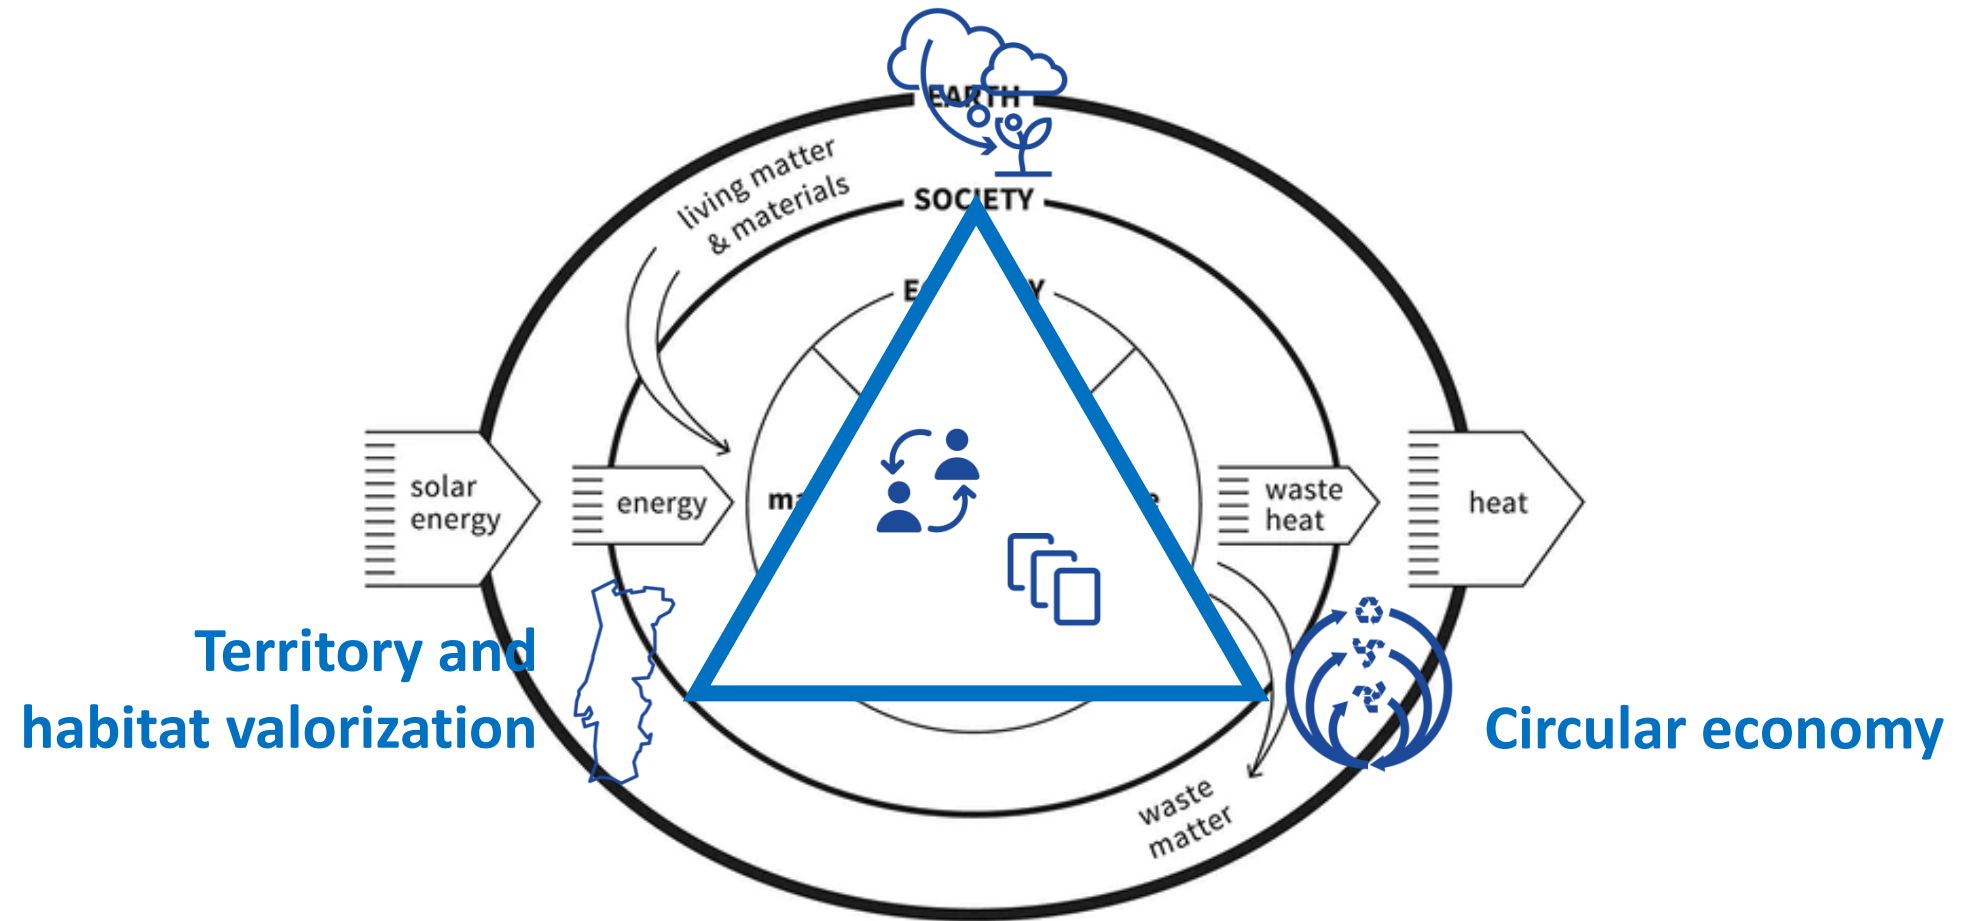 EARTH
living matter
& materials
SOCIETY
solar
energy
energy
waste
heat
heat
Territory and
habitat valorization
Circular economy
waste
matter